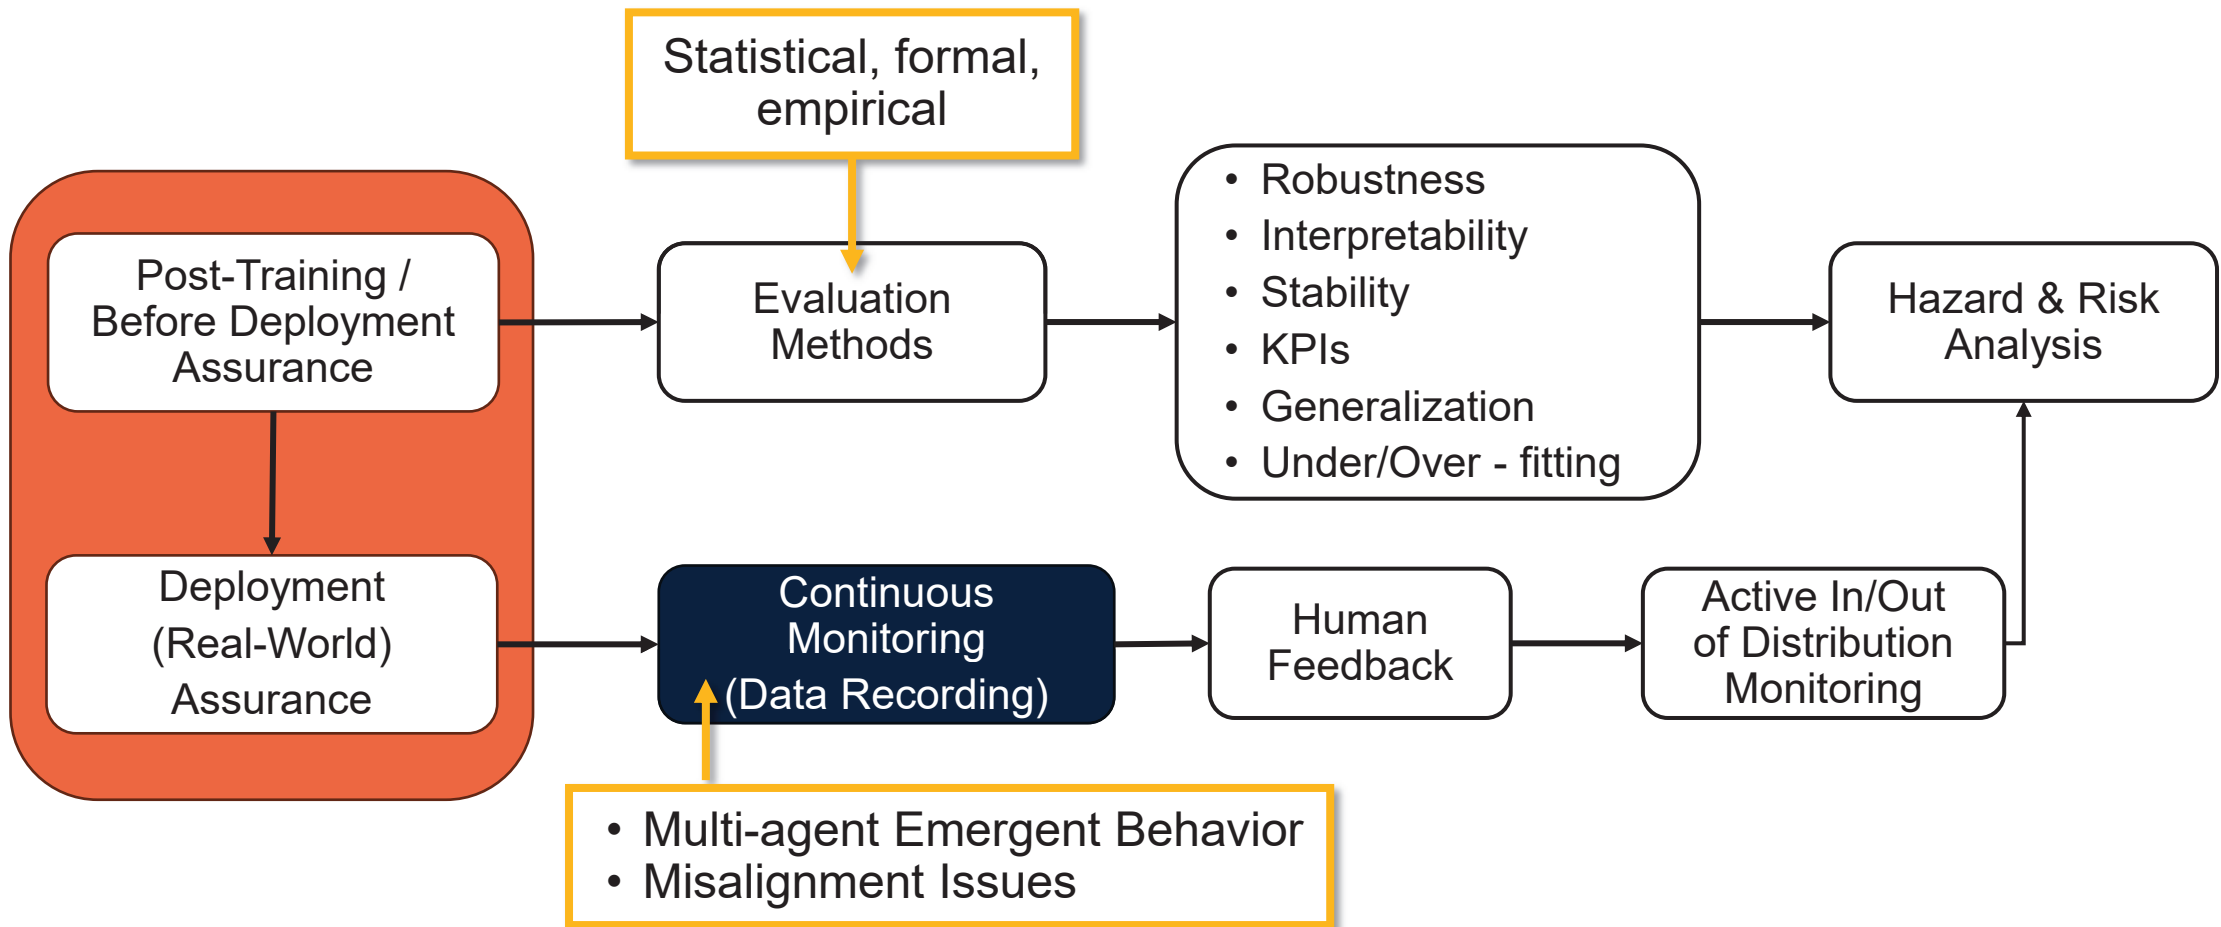 Statistical, formal,
empirical
Post-Training /
Before Deployment
Assurance
Evaluation
Methods
• Robustness
• Interpretability
• Stability
• KPIs
• Generalization
• Under/Over - fitting
Hazard & Risk
Analysis
Deployment
(Real-World)
Assurance
Continuous
Monitoring
(Data Recording)
Human
Feedback
Active In/Out
of Distribution
Monitoring
• Multi-agent Emergent Behavior
• Misalignment Issues